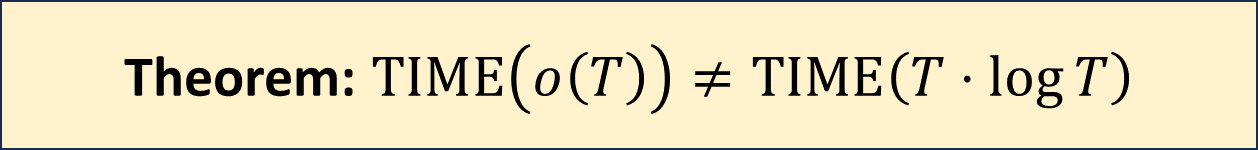 Theorem: TIME(o(T)) ≠ TIME(T · log T)